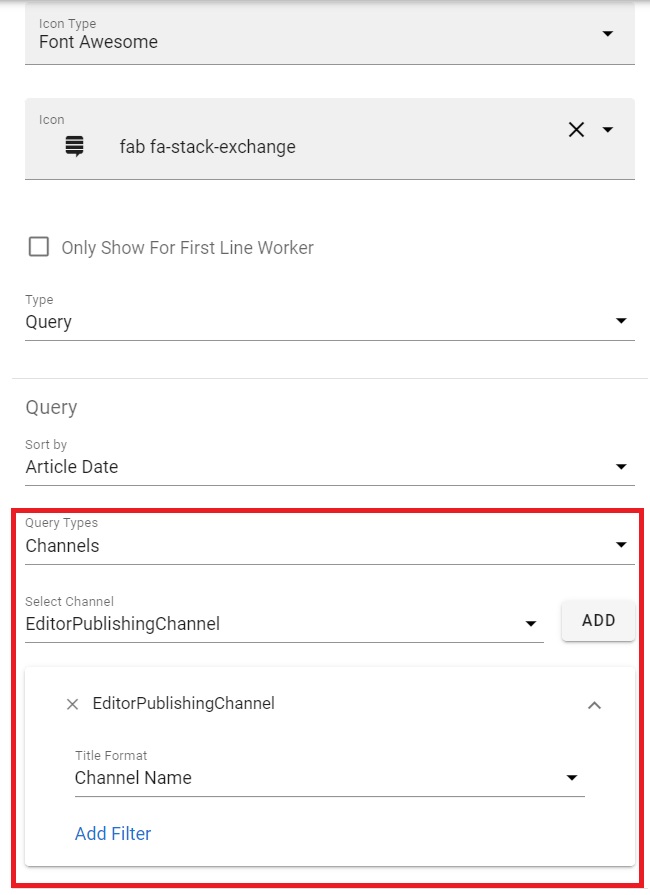 Icon Type
Font Awesome
Icon
fab fa-stack-exchange
Only Show For First Line Worker
Type
Query
Query
Sort by
Article Date
Query Types
Channels
Select Channel
EditorPublishingChannel
ADD
EditorPublishingChannel
Title Format
Channel Name
Add Filter